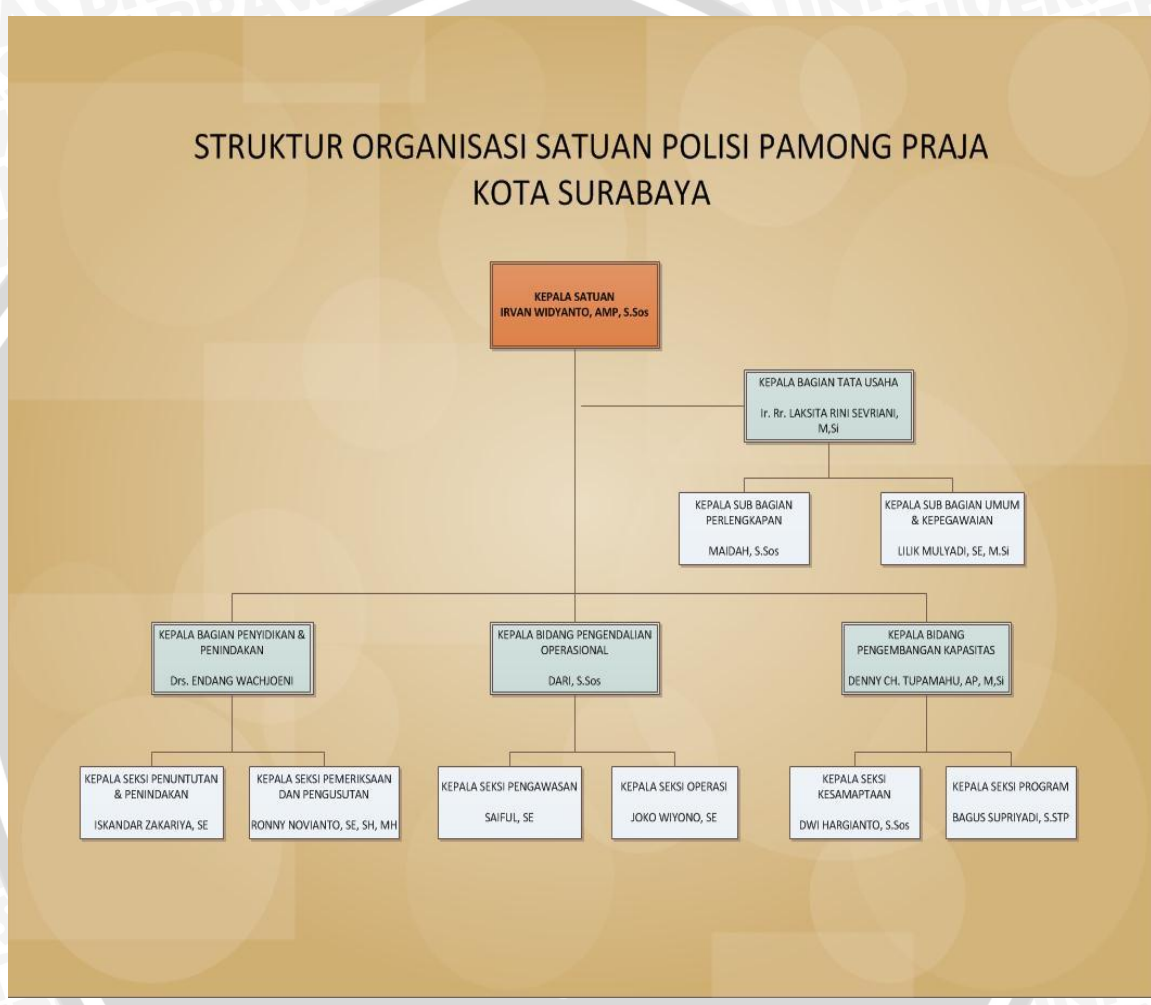 STRUKTUR ORGANISASI SATUAN POLISI PAMONG PRAJA
KOTA SURABAYA
KEPALA SATUAN
IRVAN WIDYANTO, AMP, S.Sos
KEPALA BAGIAN TATA USAHA
Ir. Rr. LAKSITA RINI SEVRIANI,
M,Si
KEPALA SUB BAGIAN
PERLENGKAPAN
MAIDAH, S.Sos
KEPALA SUB BAGIAN UMUM
& KEPEGAWAIAN
LILIK MULYADI, SE, M.Si
KEPALA BAGIAN PENYIDIKAN &
PENINDAKAN
Drs. ENDANG WACHJOENI
KEPALA BIDANG PENGENDALIAN
OPERASIONAL
DARI, S.Sos
KEPALA BIDANG
PENGEMBANGAN KAPASITAS
DENNY CH. TUPAMAHU, AP, M,Si
KEPALA SEKSI PENUNTUTAN
& PENINDAKAN
ISKANDAR ZAKARIYA, SE
KEPALA SEKSI PEMERIKSAAN
DAN PENGUSUTAN
RONNY NOVIANTO, SE, SH, MH
KEPALA SEKSI PENGAWASAN
SAIFUL, SE
KEPALA SEKSI OPERASI
JOKO WIYONO, SE
KEPALA SEKSI
KESAMAPTAAN
DWI HARGIANTO, S.Sos
KEPALA SEKSI PROGRAM
BAGUS SUPRIYADI, S.STP